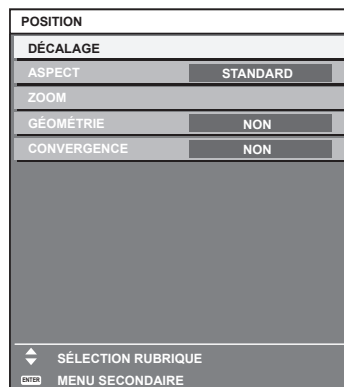 POSITION
DÉCALAGE
ASPECT STANDARD
ZOOM
GÉOMÉTRIE NON
CONVERGENCE NON
SÉLECTION RUBRIQUE
ENTER MENU SECONDAIRE